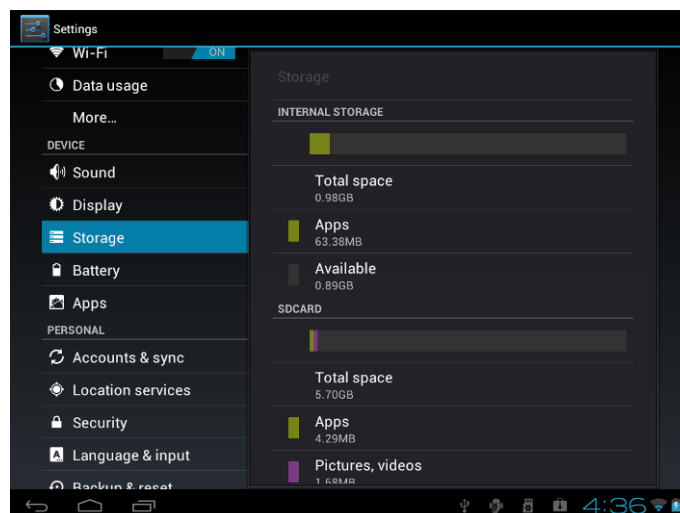 Settings
Wi-Fi
ON
Data usage
More...
DEVICE
Sound
Display
Storage
Battery
Apps
PERSONAL
Accounts & sync
Location services
Security
Language & input
Backup & reset
Storage
INTERNAL STORAGE
Total space
0.98GB
Apps
63.38MB
Available
0.89GB
SDCARD
Total space
5.70GB
Apps
4.29MB
Pictures, videos
1.68MB
4:36